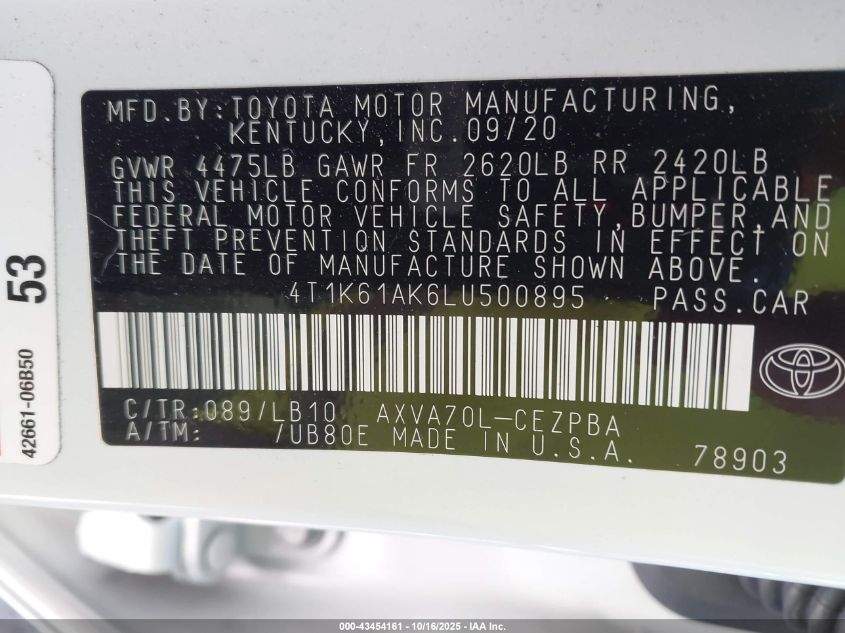 MFD.BY:TOYOTA MOTOR MANUFACTURING,
KENTUCKY,INC.09/20
GVWR 4475LB GAWR FR 2620LB RR 2420LB
THIS VEHICLE CONFORMS TO ALL APPLICABLE
FEDERAL MOTOR VEHICLE SAFETY,BUMPER,AND
THEFT PREVENTION STANDARDS IN EFFECT ON
THE DATE OF MANUFACTURE SHOWN ABOVE.
4T1K61AK6LU500895 PASS.CAR
C/TR:089/LB10 AXVA70L-CEZPBA
A/TM: /UB80E MADE IN U.S.A. 78903
53
42661-06B50
000-43454161 - 10/16/2025 - IAA Inc.